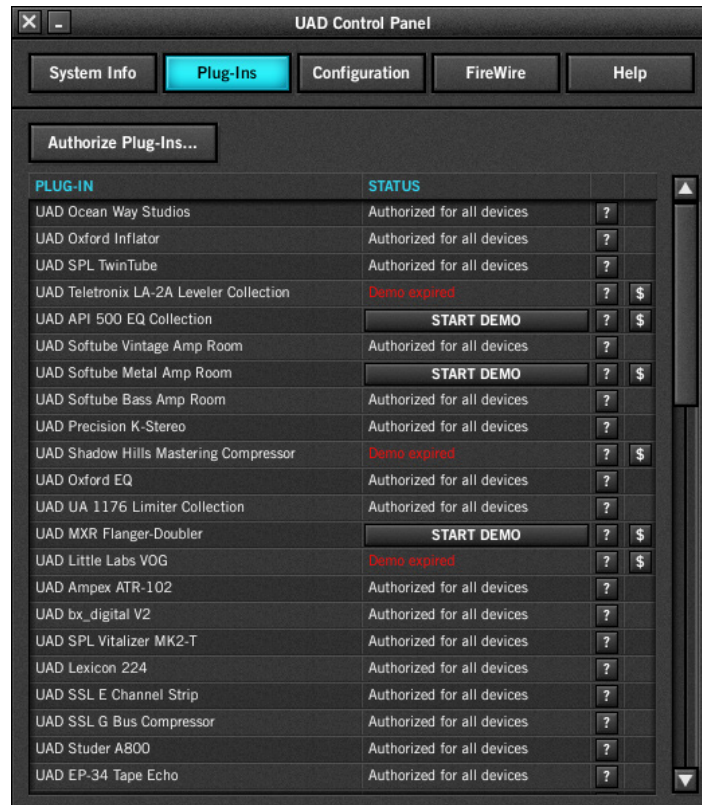 UAD Control Panel
System Info Plug-Ins Configuration FireWire Help
Authorize Plug-Ins...
PLUG-IN STATUS
UAD Ocean Way Studios Authorized for all devices ?
UAD Oxford Inflator Authorized for all devices ?
UAD SPL TwinTube Authorized for all devices ?
UAD Teletronix LA-2A Leveler Collection Demo expired ? $
UAD API 500 EQ Collection START DEMO ? $
UAD Softube Vintage Amp Room Authorized for all devices ?
UAD Softube Metal Amp Room START DEMO ? $
UAD Softube Bass Amp Room Authorized for all devices ?
UAD Precision K-Stereo Authorized for all devices ?
UAD Shadow Hills Mastering Compressor Demo expired ? $
UAD Oxford EQ Authorized for all devices ?
UAD UA 1176 Limiter Collection Authorized for all devices ?
UAD MXR Flanger-Doubler START DEMO ? $
UAD Little Labs VOG Demo expired ? $
UAD Ampex ATR-102 Authorized for all devices ?
UAD bx_digital V2 Authorized for all devices ?
UAD SPL Vitalizer MK2-T Authorized for all devices ?
UAD Lexicon 224 Authorized for all devices ?
UAD SSL E Channel Strip Authorized for all devices ?
UAD SSL G Bus Compressor Authorized for all devices ?
UAD Studer A800 Authorized for all devices ?
UAD EP-34 Tape Echo Authorized for all devices ?